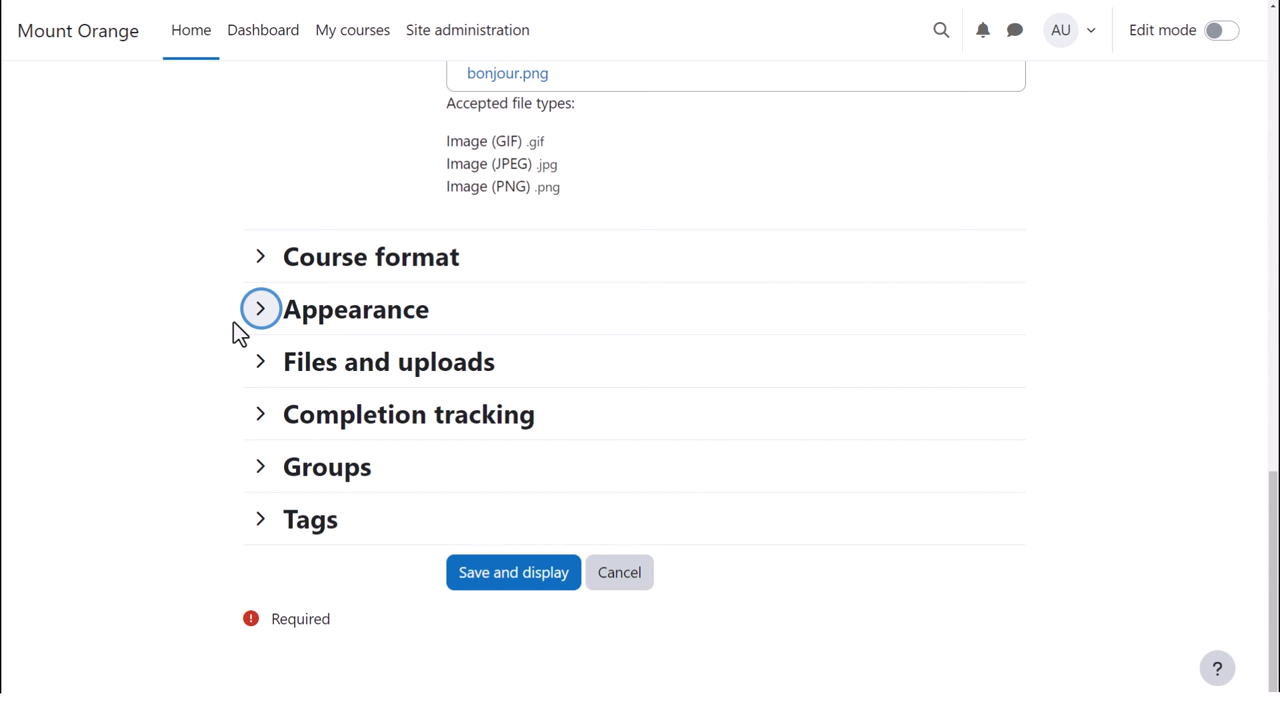 Mount Orange Home Dashboard My courses Site administration AU Edit mode
bonjour.png
Accepted file types:
Image (GIF) .gif
Image (JPEG) .jpg
Image (PNG) .png
Course format
Appearance
Files and uploads
Completion tracking
Groups
Tags
Save and display Cancel
! Required
?